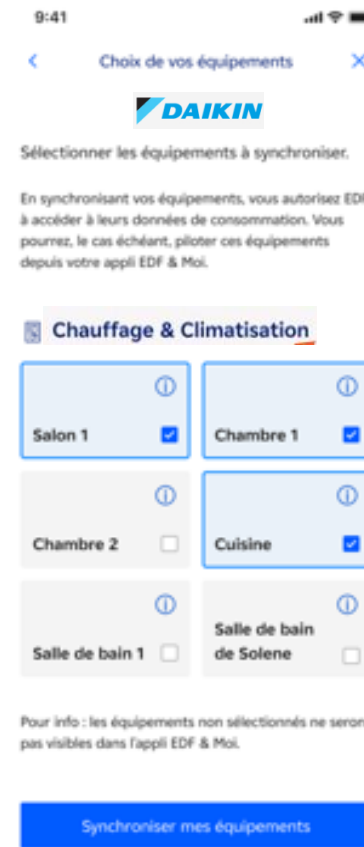 9:41
Choix de vos équipements
DAIKIN
Sélectionner les équipements à synchroniser.
En synchronisant vos équipements, vous autorisez EDF
à accéder à leurs données de consommation. Vous
pourrez, le cas échéant, piloter ces équipements
depuis votre appli EDF & Moi.
Chauffage & Climatisation
Salon 1
Chambre 1
Chambre 2
Cuisine
Salle de bain 1
Salle de bain
de Solene
Pour info : les équipements non sélectionnés ne seron
pas visibles dans l'appli EDF & Moi.
Synchroniser mes équipements